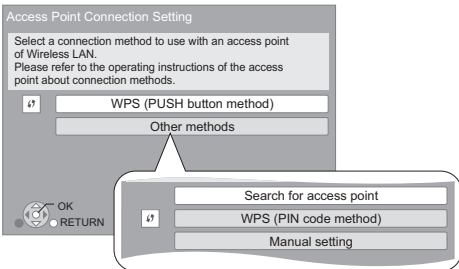 Access Point Connection Setting
Select a connection method to use with an access point
of Wireless LAN.
Please refer to the operating instructions of the access
point about connection methods.
WPS (PUSH button method)
Other methods
OK
RETURN
Search for access point
WPS (PIN code method)
Manual setting